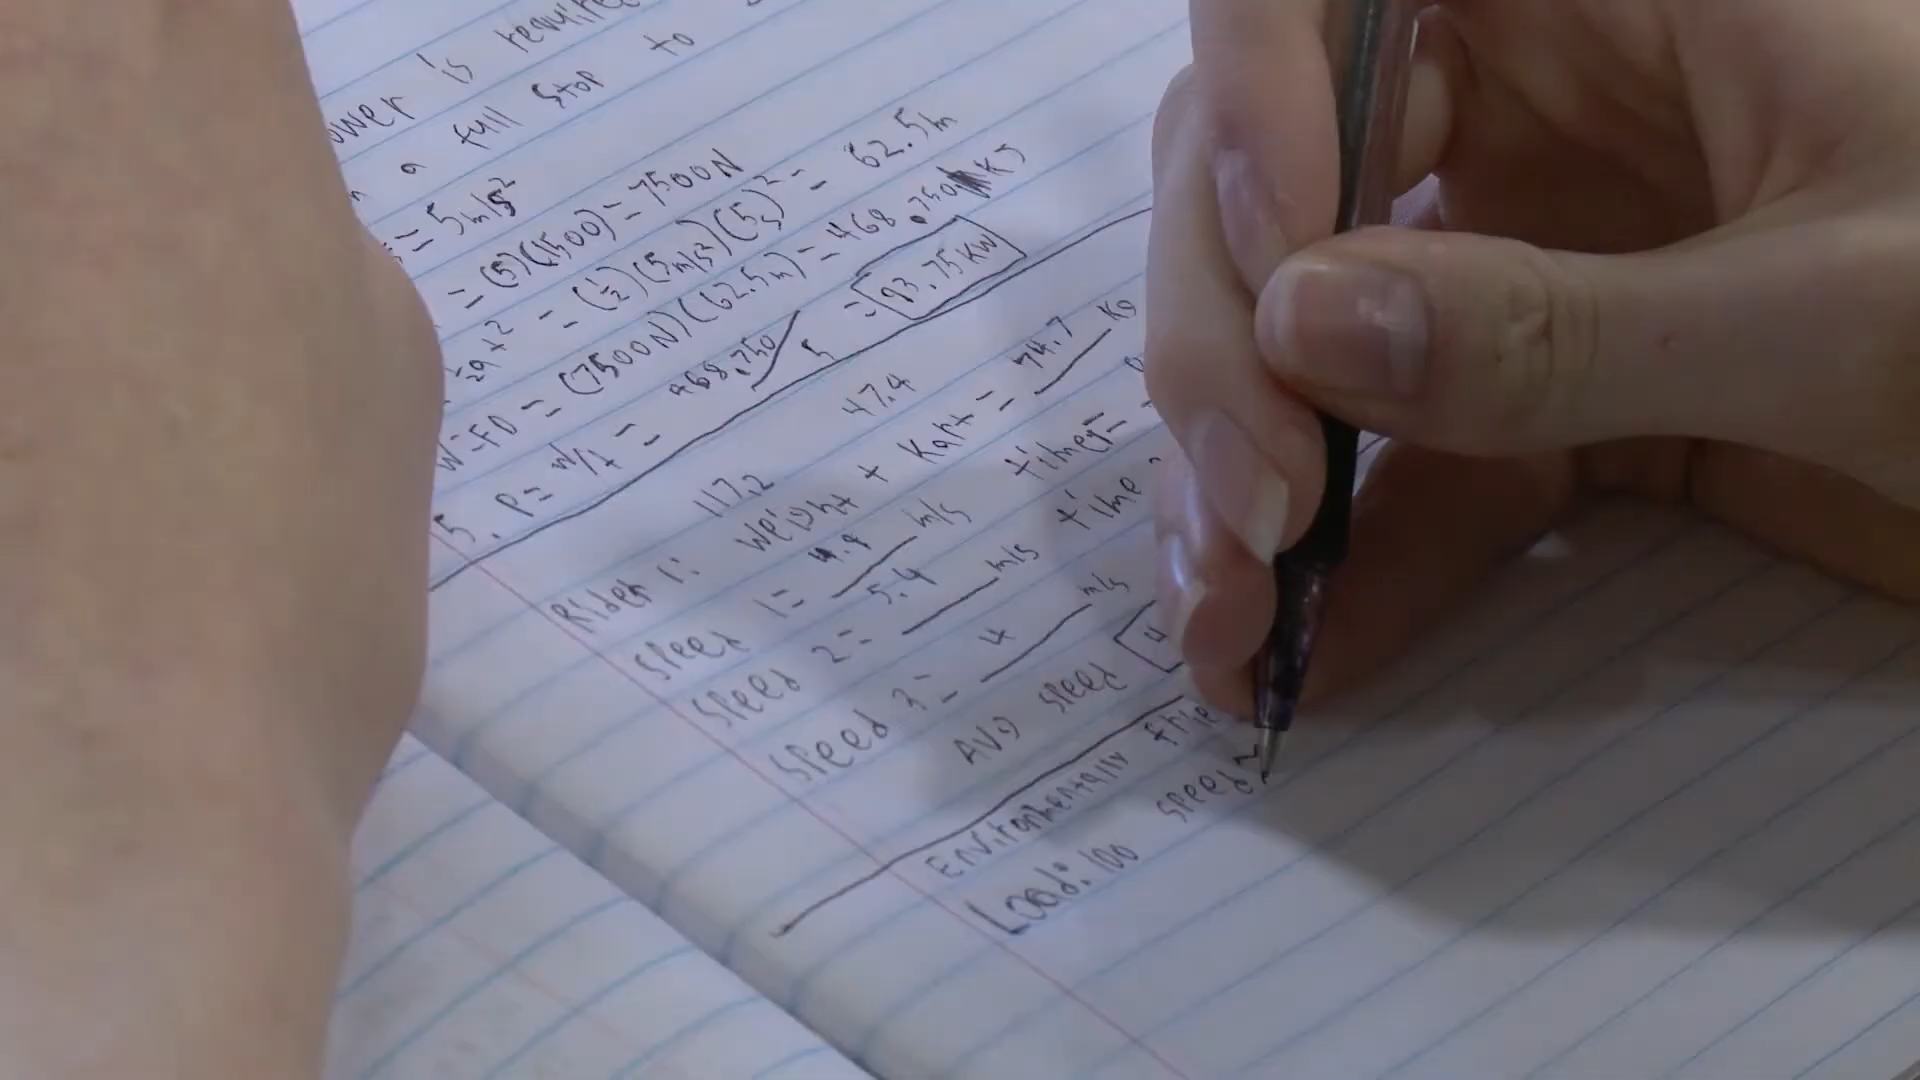 is require
a full stop to
= 5m/s²
= (5)(1500) = 7500N
= (½)(5m/s²)(5s)² = 62.5m
W=FD = (7500N)(62.5m) = 468.750 KJ
5. P = W/t = 468.750/5 = 93.75 KW
117.2 47.4
Rider 1: Weight + Kart = 74.7 Kg
Speed 1 = m/s time=
Speed 2 = 5.4 m/s time
Speed 3 = 4 m/s
Avg speed 4
Environmentally frie
Load: 100 speed